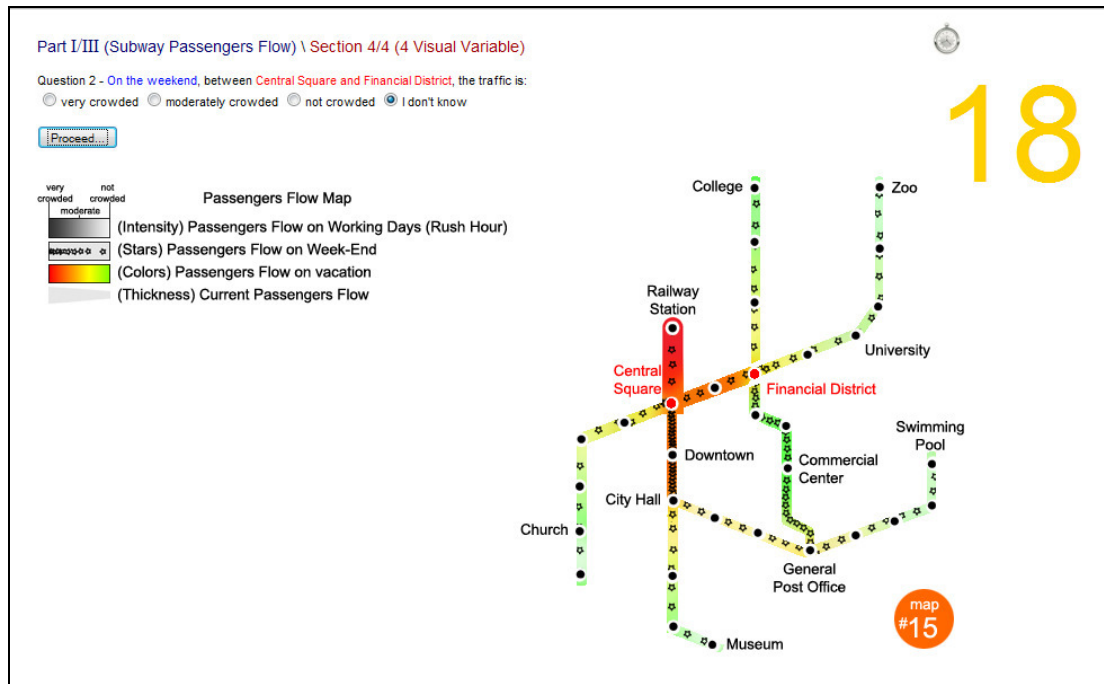 Part I/III (Subway Passengers Flow) \ Section 4/4 (4 Visual Variable)
Question 2 - On the weekend, between Central Square and Financial District, the traffic is:
very crowded moderately crowded not crowded I don't know
18
Proceed...
very crowded
not crowded
moderate
Passengers Flow Map
(Intensity) Passengers Flow on Working Days (Rush Hour)
(Stars) Passengers Flow on Week-End
(Colors) Passengers Flow on vacation
(Thickness) Current Passengers Flow
College
Zoo
Railway
Station
University
Central
Square
Financial District
Swimming
Pool
Downtown
Commercial
Center
City Hall
Church
General
Post Office
map
#15
Museum